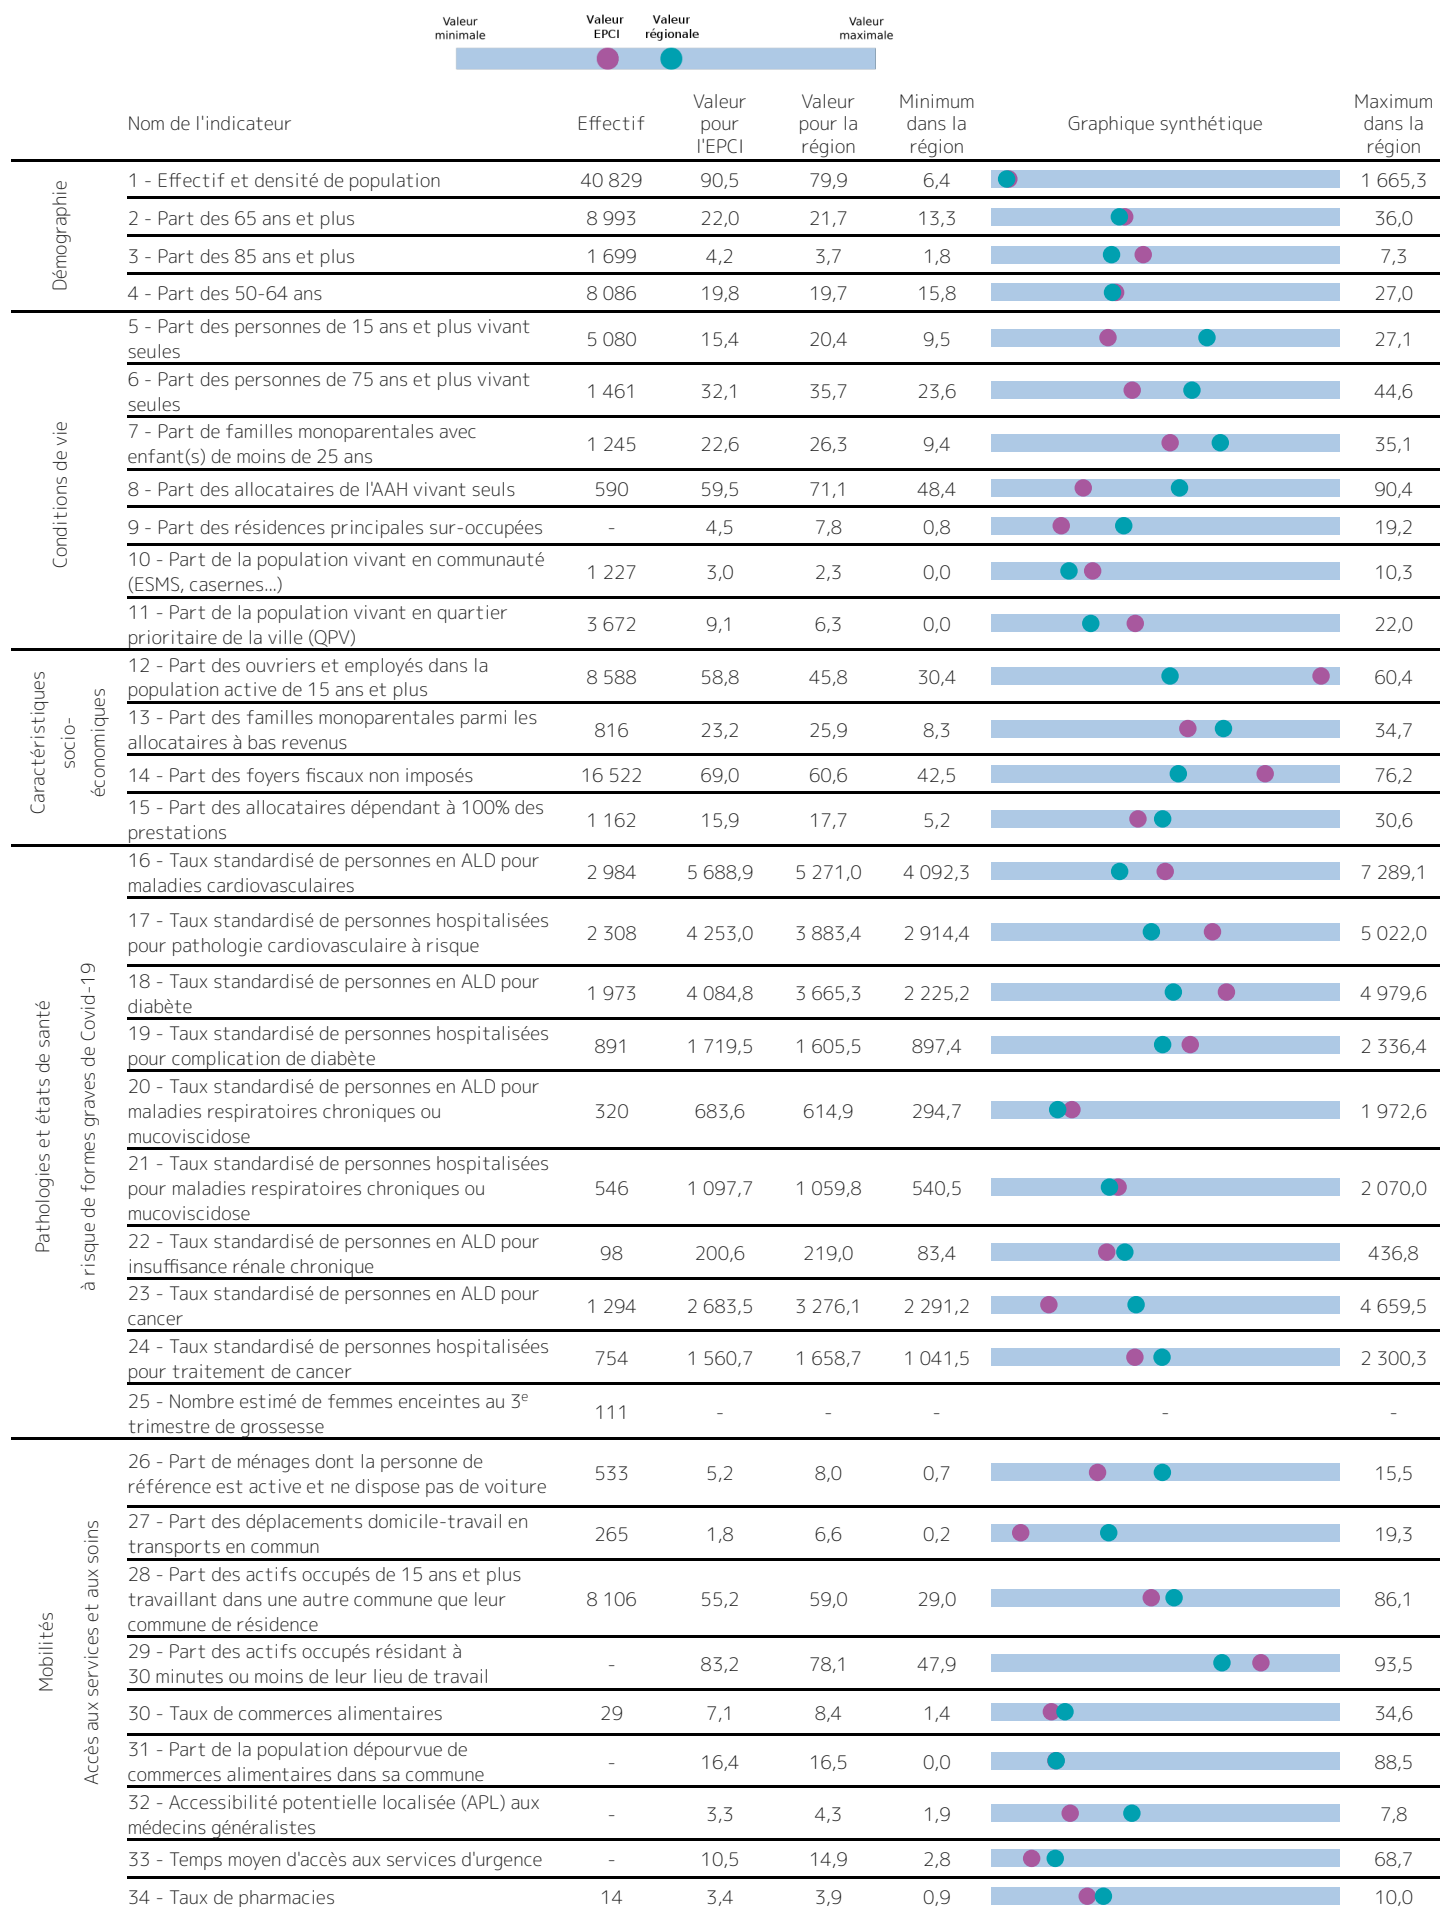 Valeur minimale
Valeur EPCI
Valeur régionale
Valeur maximale
Nom de l'indicateur
Effectif
Valeur pour l'EPCI
Valeur pour la région
Minimum dans la région
Graphique synthétique
Maximum dans la région
Démographie
1 - Effectif et densité de population 40 829 90,5 79,9 6,4 1 665,3
2 - Part des 65 ans et plus 8 993 22,0 21,7 13,3 36,0
3 - Part des 85 ans et plus 1 699 4,2 3,7 1,8 7,3
4 - Part des 50-64 ans 8 086 19,8 19,7 15,8 27,0
Conditions de vie
5 - Part des personnes de 15 ans et plus vivant
seules 5 080 15,4 20,4 9,5 27,1
6 - Part des personnes de 75 ans et plus vivant
seules 1 461 32,1 35,7 23,6 44,6
7 - Part de familles monoparentales avec
enfant(s) de moins de 25 ans 1 245 22,6 26,3 9,4 35,1
8 - Part des allocataires de l'AAH vivant seuls 590 59,5 71,1 48,4 90,4
9 - Part des résidences principales sur-occupées - 4,5 7,8 0,8 19,2
10 - Part de la population vivant en communauté
(ESMS, casernes...) 1 227 3,0 2,3 0,0 10,3
11 - Part de la population vivant en quartier
prioritaire de la ville (QPV) 3 672 9,1 6,3 0,0 22,0
Caractéristiques
socio-
économiques
12 - Part des ouvriers et employés dans la
population active de 15 ans et plus 8 588 58,8 45,8 30,4 60,4
13 - Part des familles monoparentales parmi les
allocataires à bas revenus 816 23,2 25,9 8,3 34,7
14 - Part des foyers fiscaux non imposés 16 522 69,0 60,6 42,5 76,2
15 - Part des allocataires dépendant à 100% des
prestations 1 162 15,9 17,7 5,2 30,6
Pathologies et états de santé
à risque de formes graves de Covid-19
16 - Taux standardisé de personnes en ALD pour
maladies cardiovasculaires 2 984 5 688,9 5 271,0 4 092,3 7 289,1
17 - Taux standardisé de personnes hospitalisées
pour pathologie cardiovasculaire à risque 2 308 4 253,0 3 883,4 2 914,4 5 022,0
18 - Taux standardisé de personnes en ALD pour
diabète 1 973 4 084,8 3 665,3 2 225,2 4 979,6
19 - Taux standardisé de personnes hospitalisées
pour complication de diabète 891 1 719,5 1 605,5 897,4 2 336,4
20 - Taux standardisé de personnes en ALD pour
maladies respiratoires chroniques ou
mucoviscidose 320 683,6 614,9 294,7 1 972,6
21 - Taux standardisé de personnes hospitalisées
pour maladies respiratoires chroniques ou
mucoviscidose 546 1 097,7 1 059,8 540,5 2 070,0
22 - Taux standardisé de personnes en ALD pour
insuffisance rénale chronique 98 200,6 219,0 83,4 436,8
23 - Taux standardisé de personnes en ALD pour
cancer 1 294 2 683,5 3 276,1 2 291,2 4 659,5
24 - Taux standardisé de personnes hospitalisées
pour traitement de cancer 754 1 560,7 1 658,7 1 041,5 2 300,3
25 - Nombre estimé de femmes enceintes au 3e
trimestre de grossesse 111 - - - - -
Mobilités
Accès aux services et aux soins
26 - Part de ménages dont la personne de
référence est active et ne dispose pas de voiture 533 5,2 8,0 0,7 15,5
27 - Part des déplacements domicile-travail en
transports en commun 265 1,8 6,6 0,2 19,3
28 - Part des actifs occupés de 15 ans et plus
travaillant dans une autre commune que leur
commune de résidence 8 106 55,2 59,0 29,0 86,1
29 - Part des actifs occupés résidant à
30 minutes ou moins de leur lieu de travail - 83,2 78,1 47,9 93,5
30 - Taux de commerces alimentaires 29 7,1 8,4 1,4 34,6
31 - Part de la population dépourvue de
commerces alimentaires dans sa commune - 16,4 16,5 0,0 88,5
32 - Accessibilité potentielle localisée (APL) aux
médecins généralistes - 3,3 4,3 1,9 7,8
33 - Temps moyen d'accès aux services d'urgence - 10,5 14,9 2,8 68,7
34 - Taux de pharmacies 14 3,4 3,9 0,9 10,0